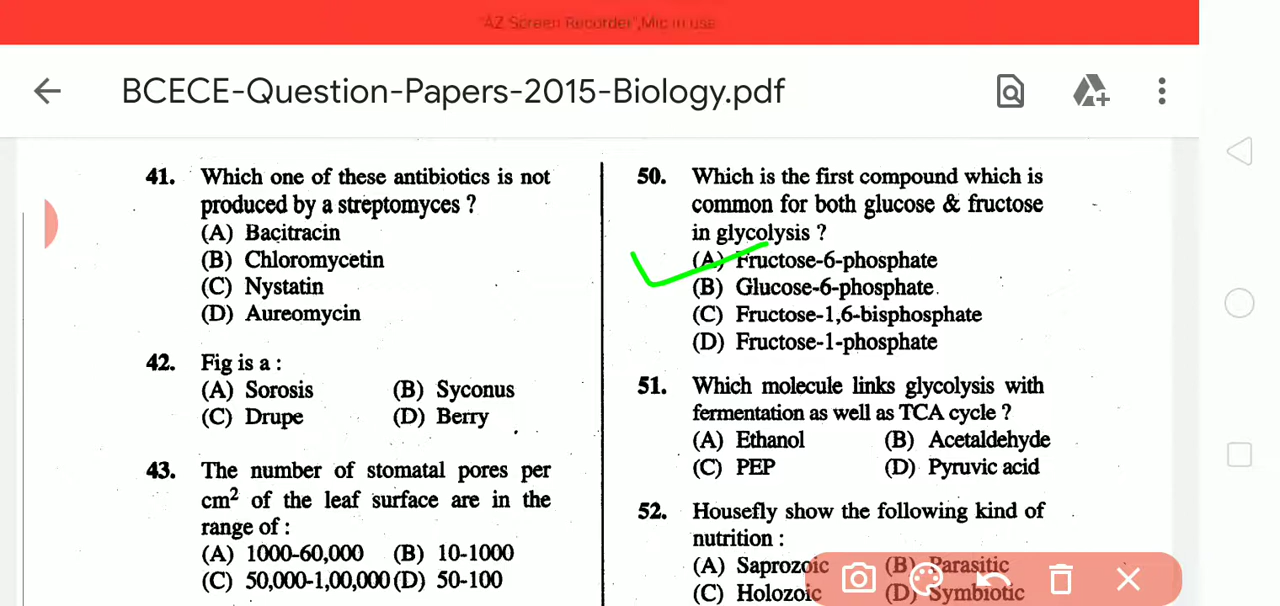 "AZ Screen Recorder",Mic in use
BCECE-Question-Papers-2015-Biology.pdf
41. Which one of these antibiotics is not
produced by a streptomyces ?
(A) Bacitracin
(B) Chloromycetin
(C) Nystatin
(D) Aureomycin
42. Fig is a :
(A) Sorosis (B) Syconus
(C) Drupe (D) Berry
43. The number of stomatal pores per
cm² of the leaf surface are in the
range of :
(A) 1000-60,000 (B) 10-1000
(C) 50,000-1,00,000 (D) 50-100
50. Which is the first compound which is
common for both glucose & fructose
in glycolysis ?
(A) Fructose-6-phosphate
(B) Glucose-6-phosphate
(C) Fructose-1,6-bisphosphate
(D) Fructose-1-phosphate
51. Which molecule links glycolysis with
fermentation as well as TCA cycle ?
(A) Ethanol (B) Acetaldehyde
(C) PEP (D) Pyruvic acid
52. Housefly show the following kind of
nutrition :
(A) Saprozoic (B) Parasitic
(C) Holozoic (D) Symbiotic